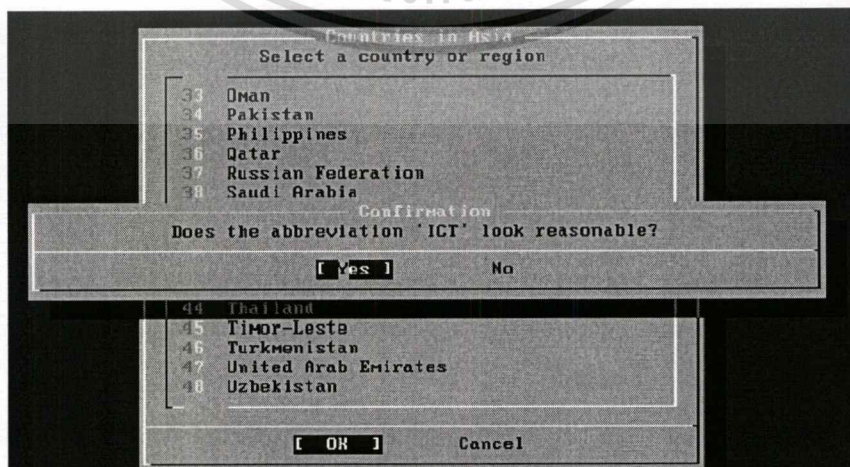 Countries in Asia
Select a country or region
33 Oman
34 Pakistan
35 Philippines
36 Qatar
37 Russian Federation
38 Saudi Arabia
Confirmation
Does the abbreviation 'ICT' look reasonable?
[ Yes ] No
44 Thailand
45 Timor-Leste
46 Turkmenistan
47 United Arab Emirates
48 Uzbekistan
[ OK ] Cancel